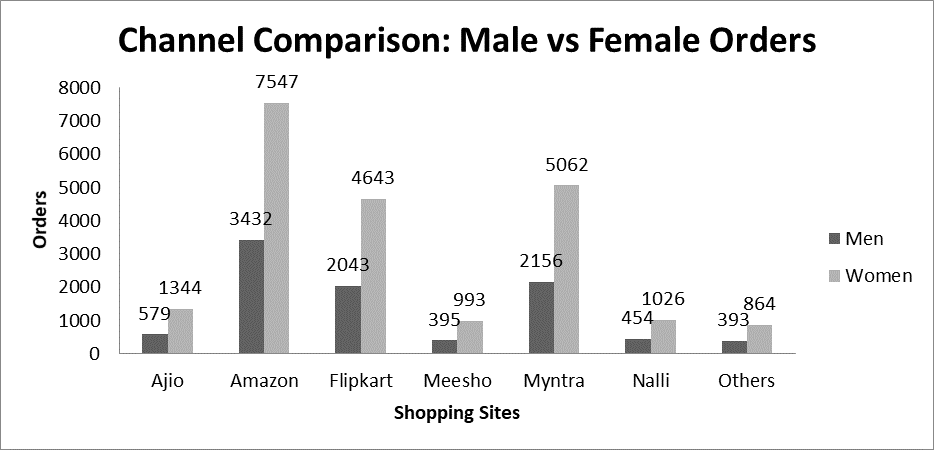 Channel Comparison: Male vs Female Orders
8000
7000
6000
5000
4000
3000
2000
1000
0
Orders
579
1344
3432
7547
2043
4643
395
993
2156
5062
454
1026
393
864
Ajio
Amazon
Flipkart
Meesho
Myntra
Nalli
Others
Shopping Sites
Men
Women